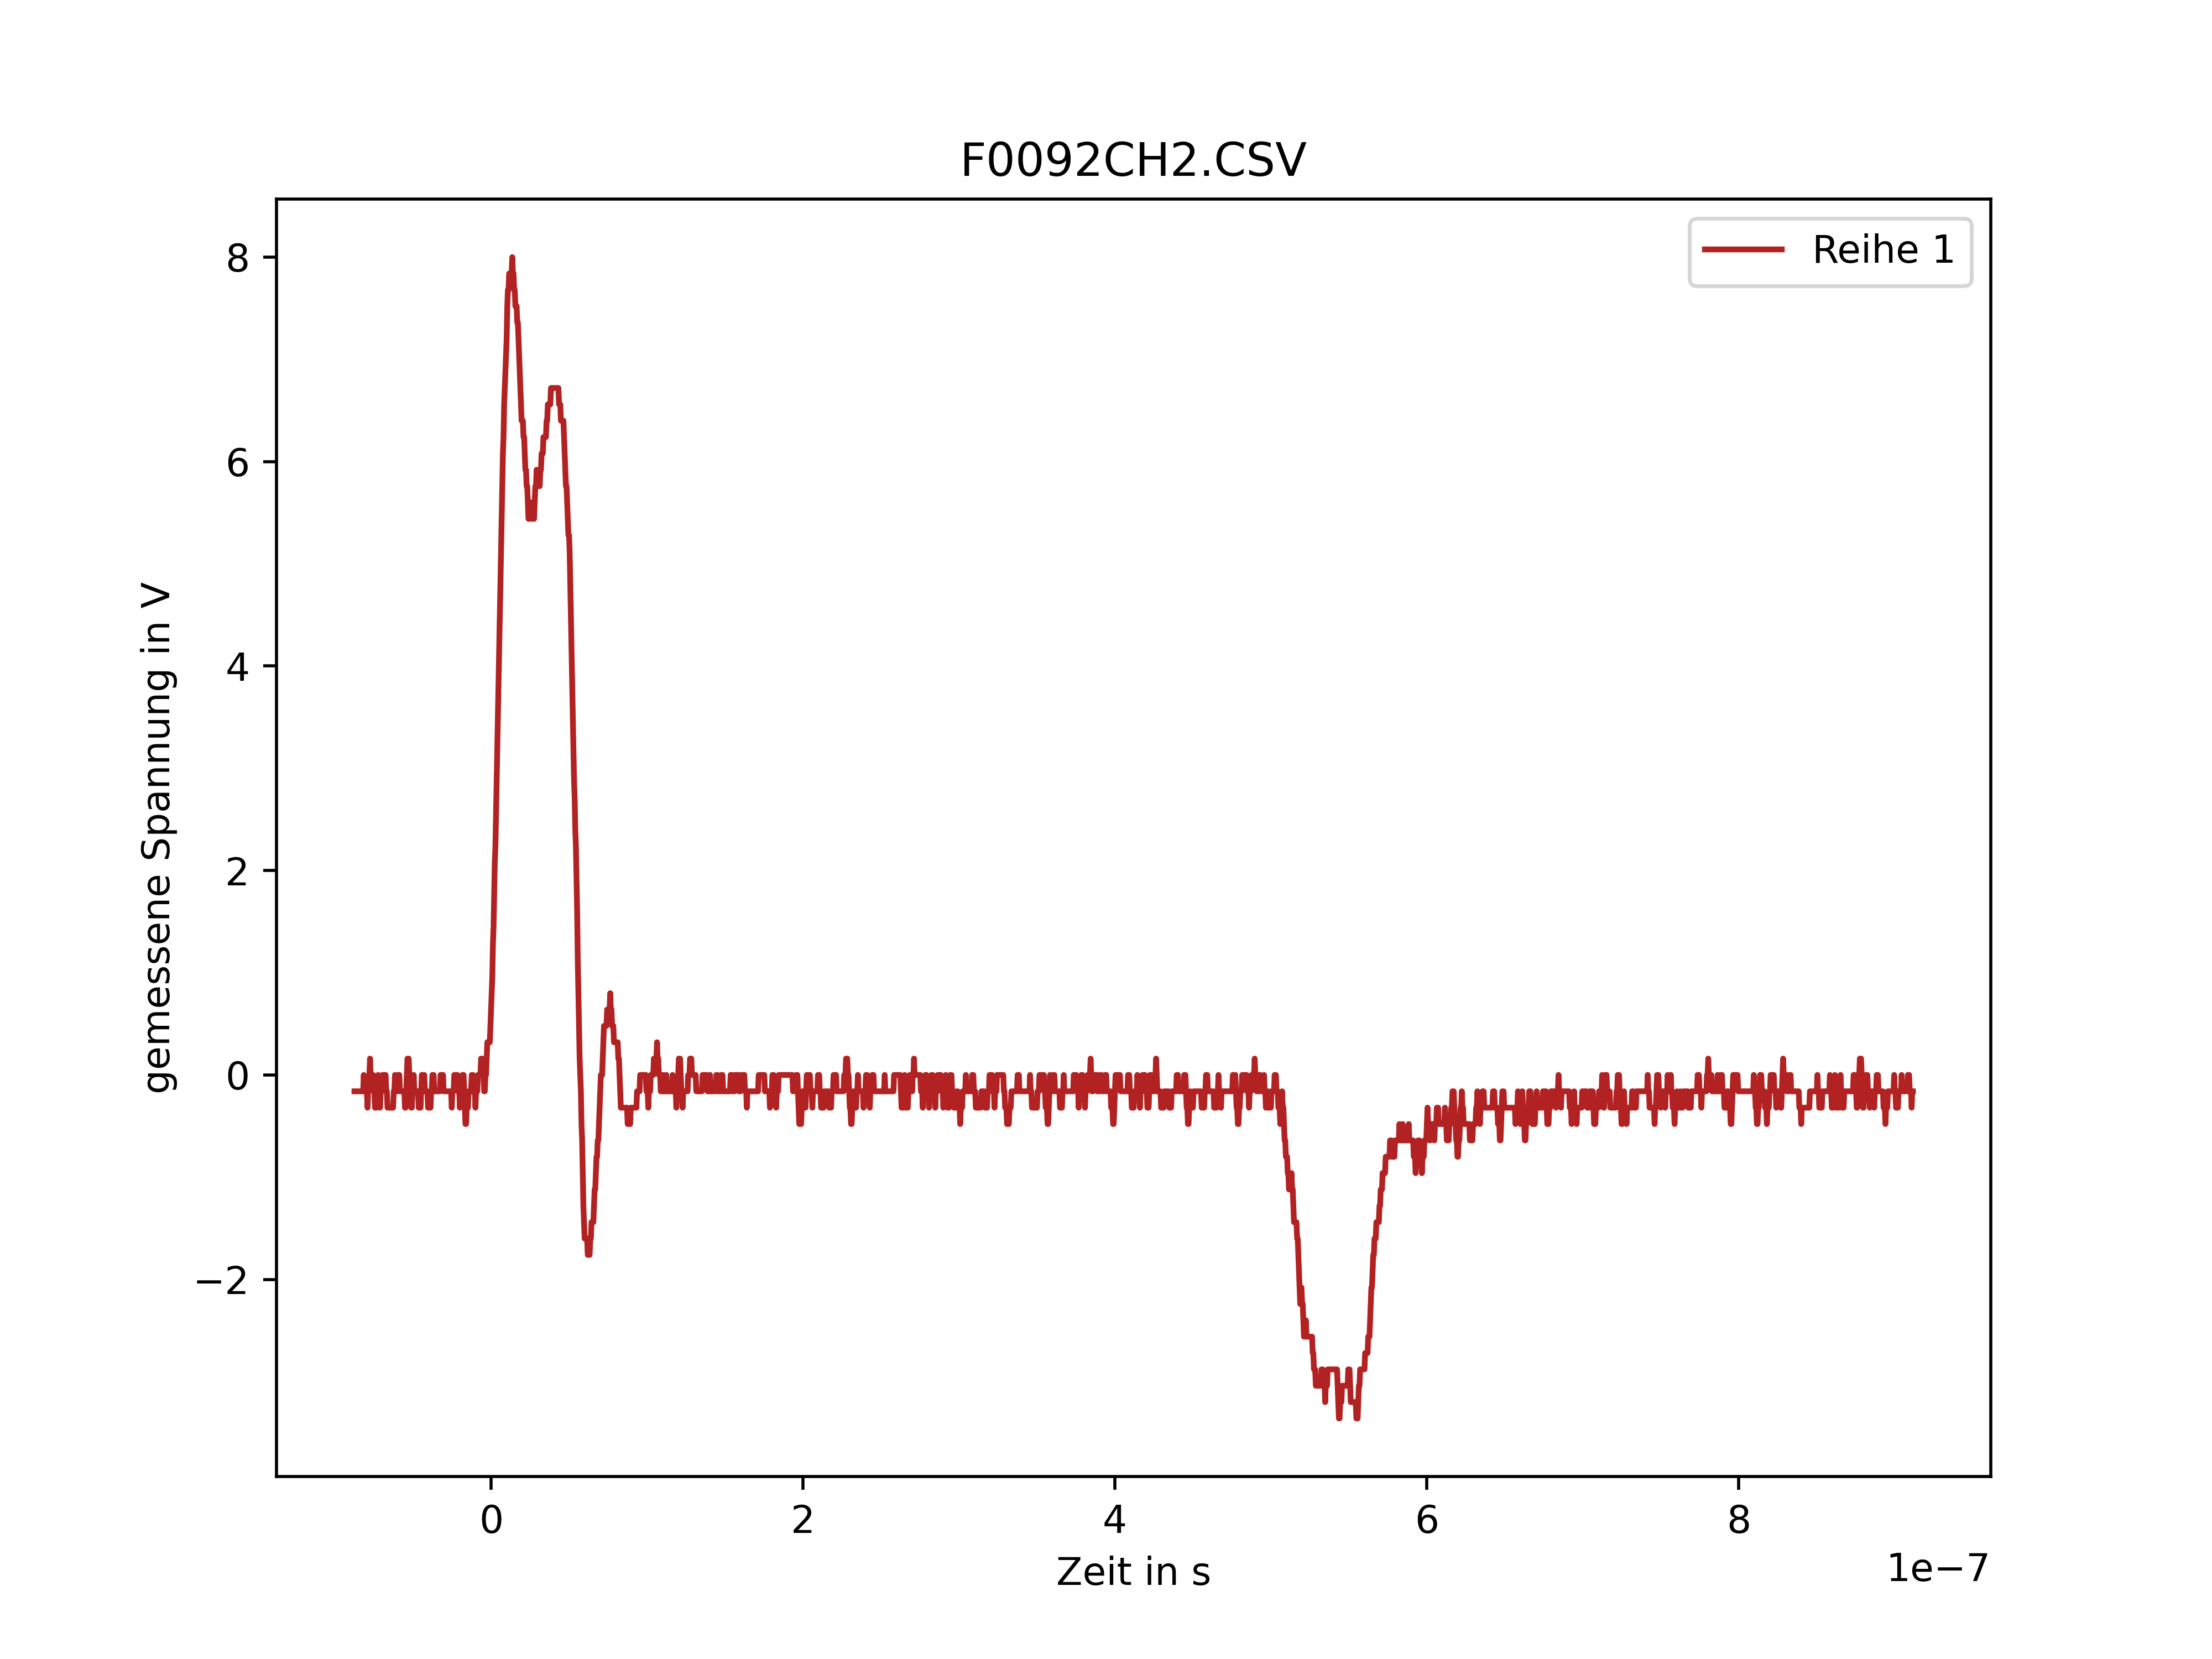 F0092CH2.CSV
Reihe 1
gemessene Spannung in V
8
6
4
2
0
−2
0 2 4 6 8
Zeit in s
1e−7